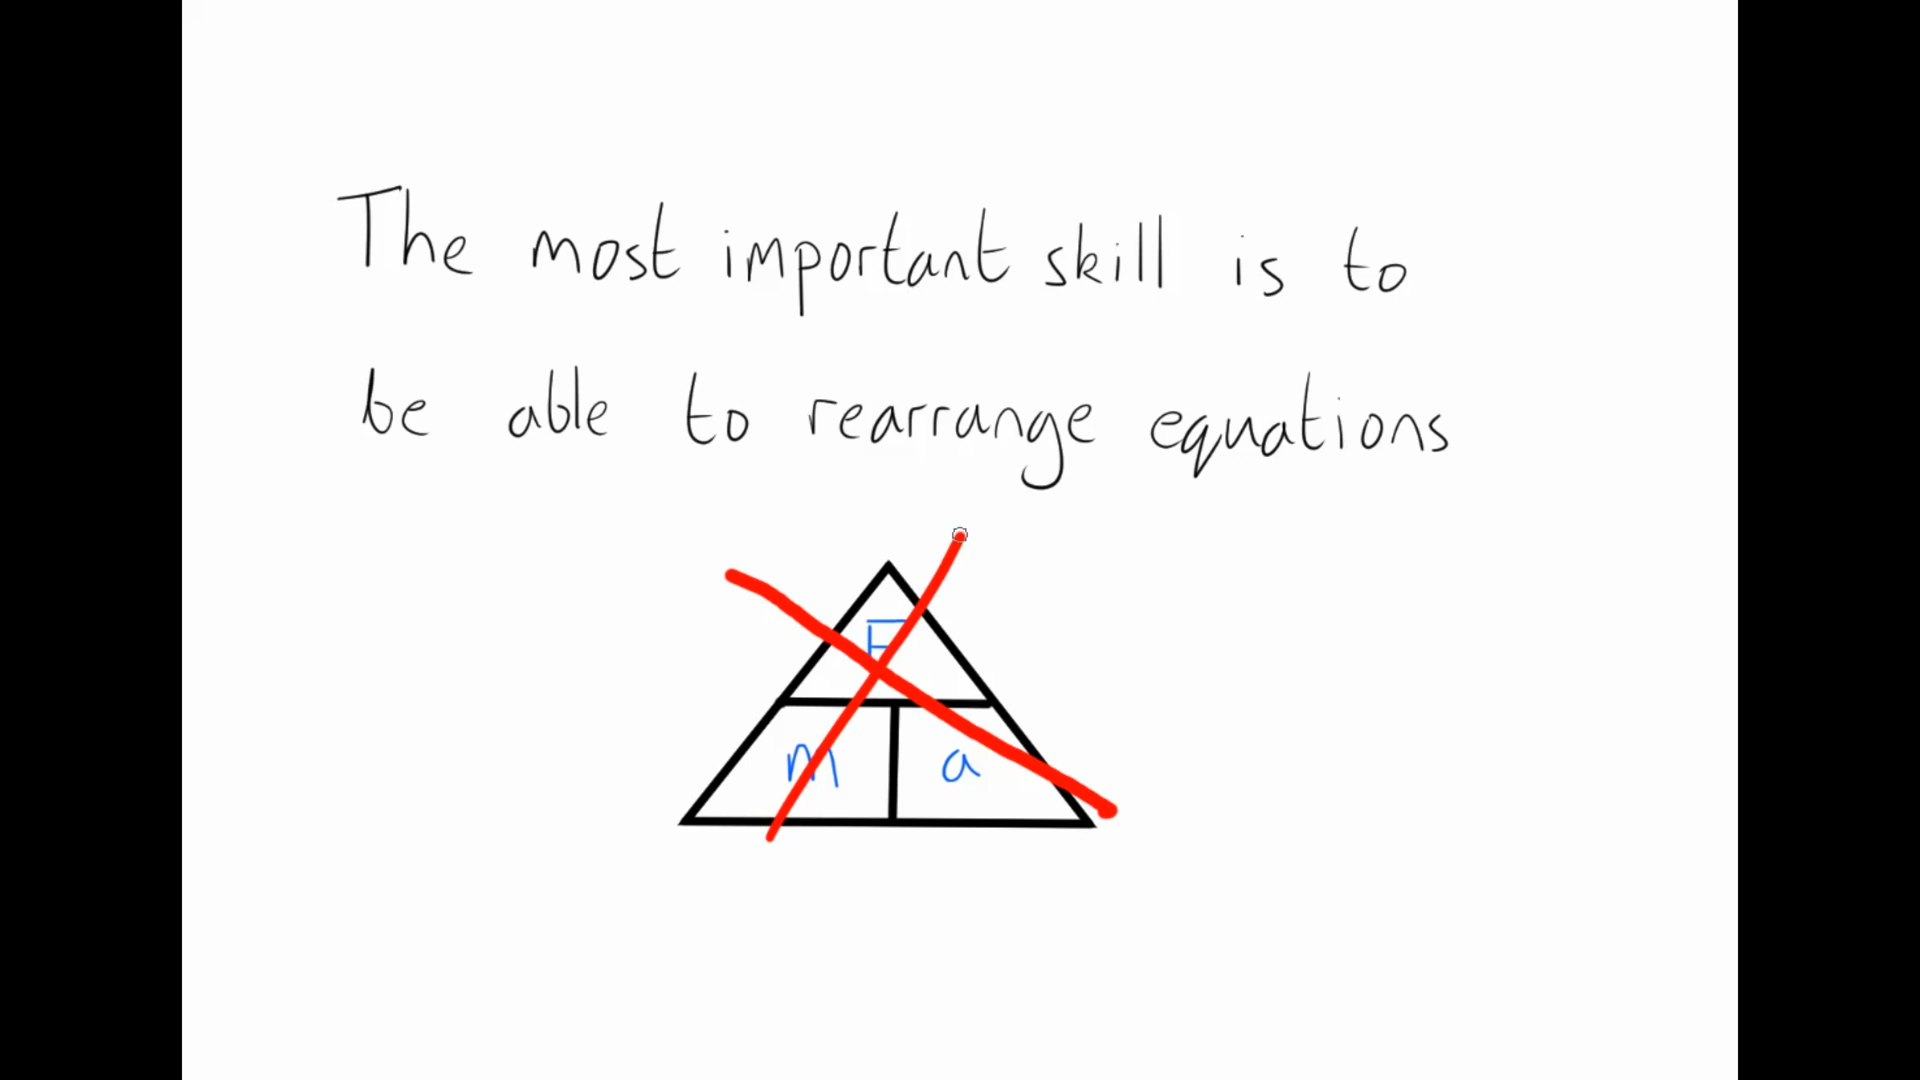 The most important skill is to
be able to rearrange equations
F
m a